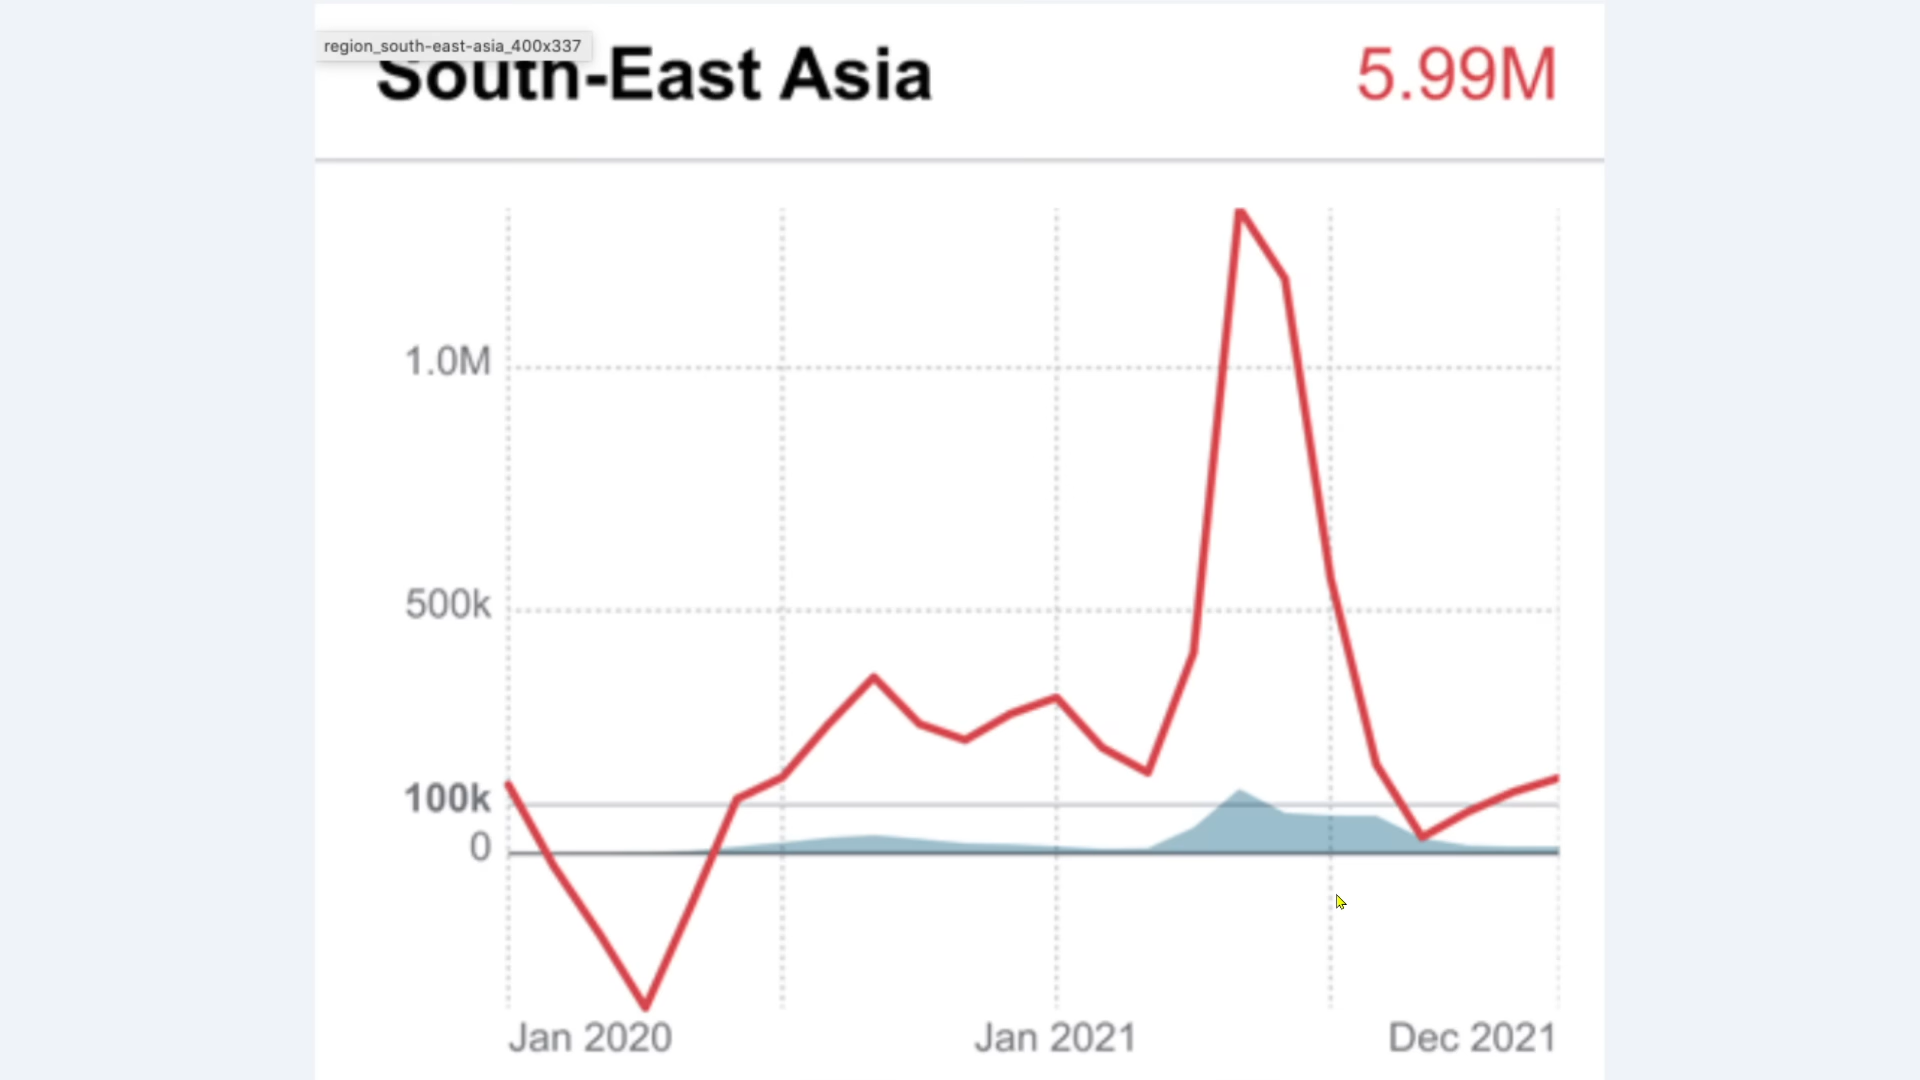 region_south-east-asia_400x337
South-East Asia
5.99M
1.0M
500k
100k
0
Jan 2020
Jan 2021
Dec 2021